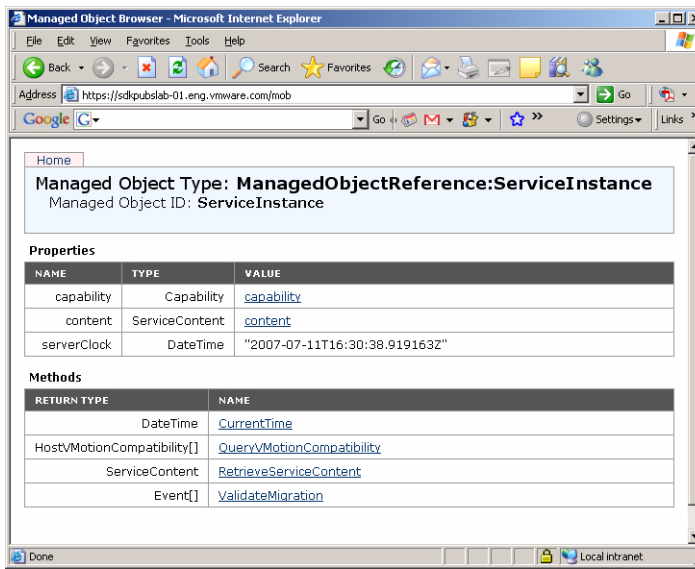 Managed Object Browser - Microsoft Internet Explorer
File Edit View Favorites Tools Help
Back Search Favorites
Address https://sdkpubslab-01.eng.vmware.com/mob Go
Google G Go Settings Links »
Home
Managed Object Type: ManagedObjectReference:ServiceInstance
Managed Object ID: ServiceInstance
Properties
NAME TYPE VALUE
capability Capability capability
content ServiceContent content
serverClock DateTime "2007-07-11T16:30:38.919163Z"
Methods
RETURN TYPE NAME
DateTime CurrentTime
HostVMotionCompatibility[] QueryVMotionCompatibility
ServiceContent RetrieveServiceContent
Event[] ValidateMigration
Done Local intranet